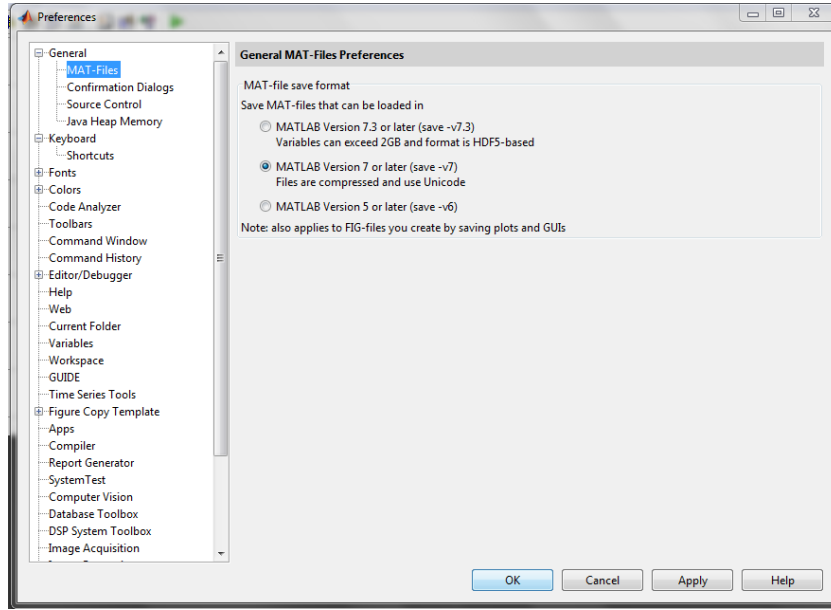 Preferences
General
MAT-Files
Confirmation Dialogs
Source Control
Java Heap Memory
Keyboard
Shortcuts
Fonts
Colors
Code Analyzer
Toolbars
Command Window
Command History
Editor/Debugger
Help
Web
Current Folder
Variables
Workspace
GUIDE
Time Series Tools
Figure Copy Template
Apps
Compiler
Report Generator
SystemTest
Computer Vision
Database Toolbox
DSP System Toolbox
Image Acquisition
General MAT-Files Preferences
MAT-file save format
Save MAT-files that can be loaded in
MATLAB Version 7.3 or later (save -v7.3)
Variables can exceed 2GB and format is HDF5-based
MATLAB Version 7 or later (save -v7)
Files are compressed and use Unicode
MATLAB Version 5 or later (save -v6)
Note: also applies to FIG-files you create by saving plots and GUIs
OK Cancel Apply Help